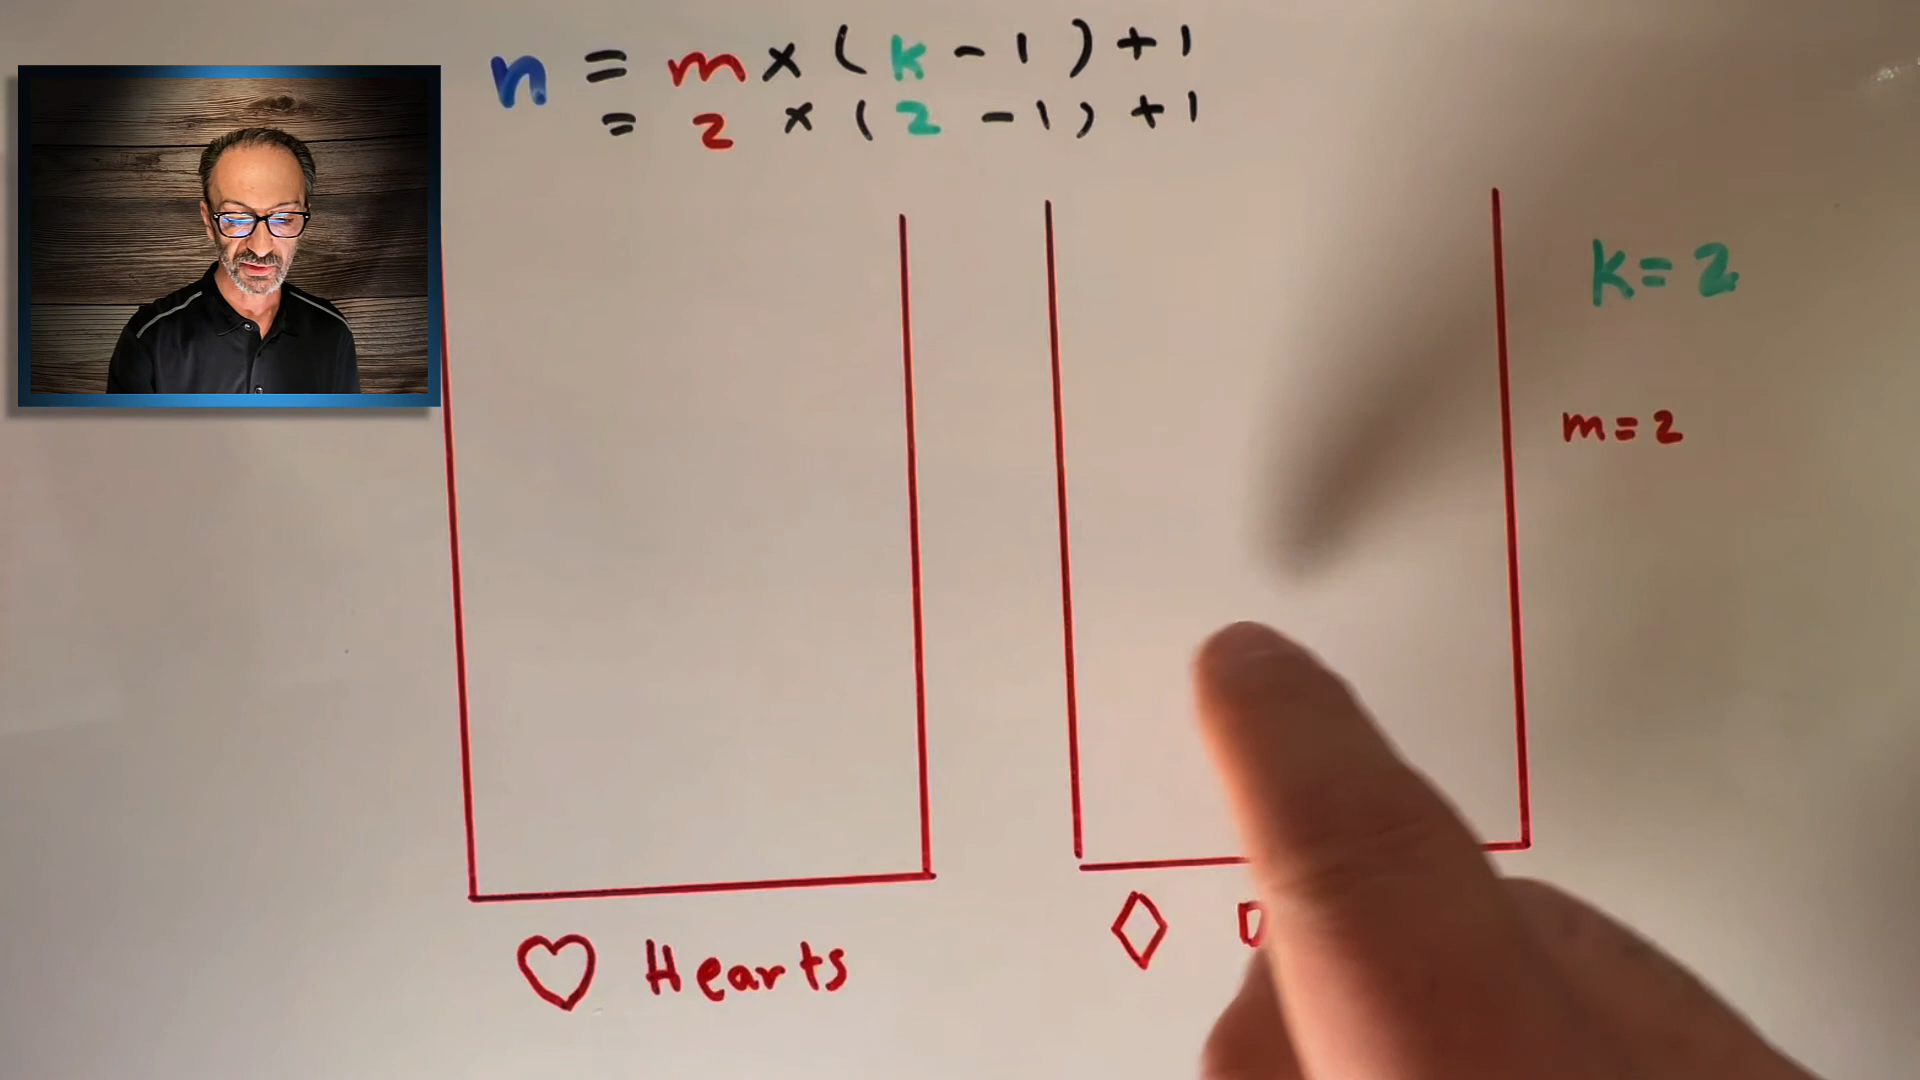 n = m × (k - 1) + 1
= 2 × (2 - 1) + 1
k = 2
m = 2
♡ Hearts
◇